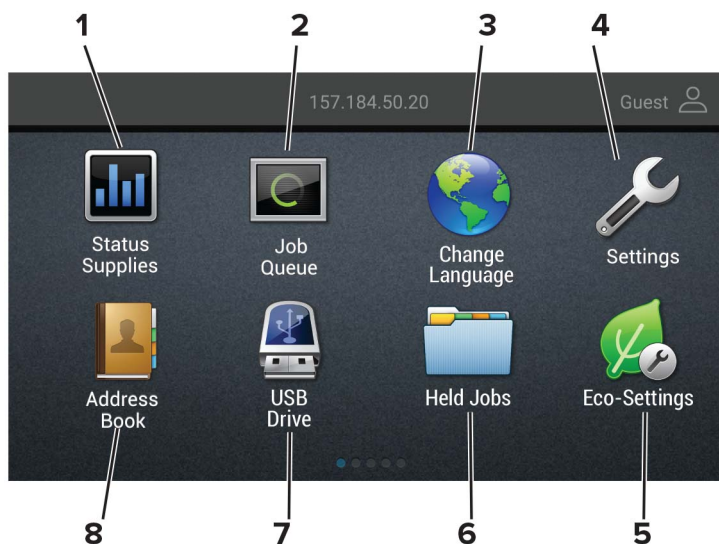 1 2 3 4
157.184.50.20 Guest
Status
Supplies
Job
Queue
Change
Language
Settings
Address
Book
USB
Drive
Held Jobs
Eco-Settings
8 7 6 5